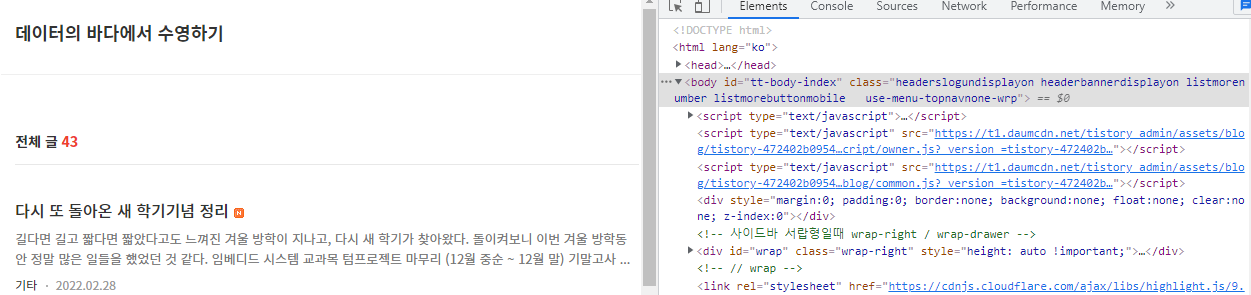 데이터의 바다에서 수영하기
전체 글 43
다시 또 돌아온 새 학기기념 정리 N
길다면 길고 짧다면 짧았다고도 느껴진 겨울 방학이 지나고, 다시 새 학기가 찾아왔다. 돌이켜보니 이번 겨울 방학동
안 정말 많은 일들을 했었던 것 같다. 임베디드 시스템 교과목 텀프로젝트 마무리 (12월 중순 ~ 12월 말) 기말고사 ...
기타 · 2022.02.28
Elements Console Sources Network Performance Memory »
<!DOCTYPE html>
<html lang="ko">
<head>…</head>
<body id="tt-body-index" class="headerslogundisplayon headerbannerdisplayon listmoren
umber listmorebuttonmobile use-menu-topnavnone-wrp"> == $0
<script type="text/javascript">…</script>
<script type="text/javascript" src="https://t1.daumcdn.net/tistory_admin/assets/blo
g/tistory-472402b0954…cript/owner.js?_version_=tistory-472402b…"></script>
<script type="text/javascript" src="https://t1.daumcdn.net/tistory_admin/assets/blo
g/tistory-472402b0954…blog/common.js?_version_=tistory-472402b…"></script>
<div style="margin:0; padding:0; border:none; background:none; float:none; clear:no
ne; z-index:0"></div>
<!-- 사이드바 서랍형일때 wrap-right / wrap-drawer -->
<div id="wrap" class="wrap-right" style="height: auto !important;">…</div>
<!-- // wrap -->
<link rel="stylesheet" href="https://cdnjs.cloudflare.com/ajax/libs/highlight.js/9.